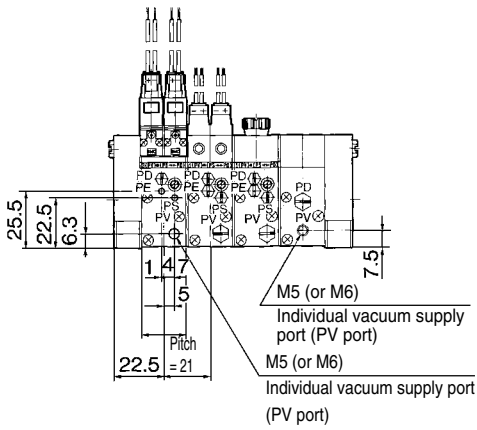 PD
PE
PS
PV
PD
PE
PS
PV
PD
PE
PS
PV
PD
PV
25.5
22.5
6.3
7.5
1 4 7
5
Pitch
22.5 = 21
M5 (or M6)
Individual vacuum supply
port (PV port)
M5 (or M6)
Individual vacuum supply port
(PV port)